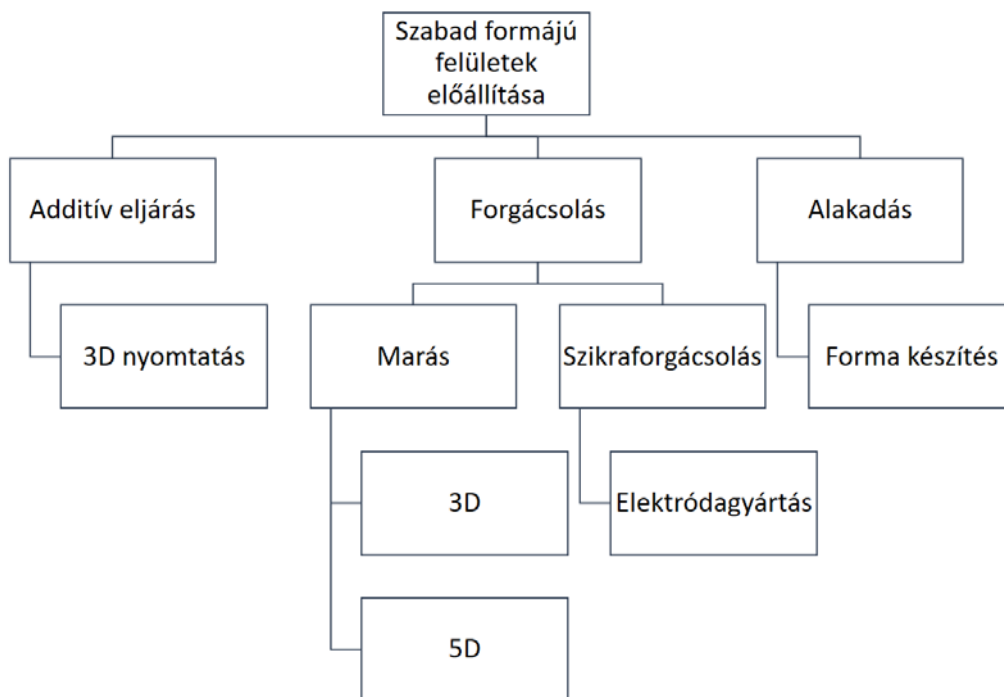 Szabad formájú
felületek
előállítása
Additív eljárás
Forgácsolás
Alakadás
3D nyomtatás
Marás
Szikraforgácsolás
Forma készítés
3D
Elektródagyártás
5D